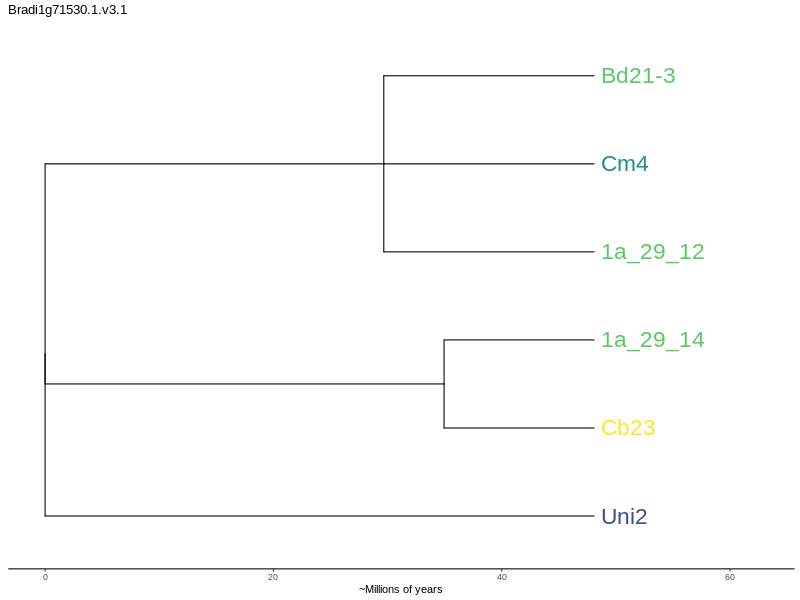 Bradi1g71530.1.v3.1
Bd21-3
Cm4
1a_29_12
1a_29_14
Cb23
Uni2
0 20 40 60
~Millions of years